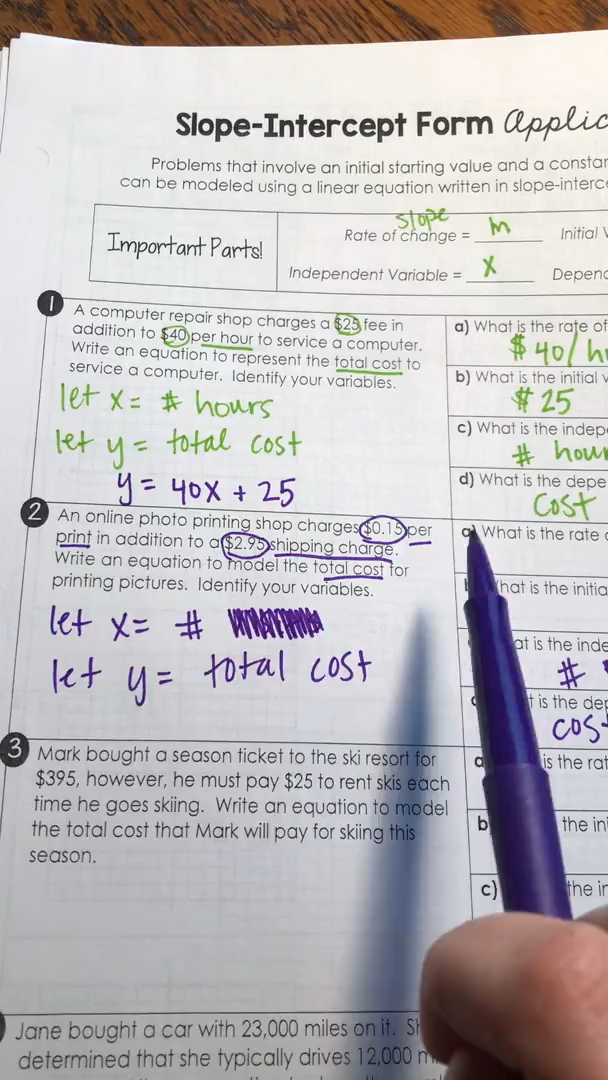 Slope-Intercept Form Applic
Problems that involve an initial starting value and a constar
can be modeled using a linear equation written in slope-interc
Important Parts!
slope
Rate of change = m Initial V
Independent Variable = x Depend
1
A computer repair shop charges a $25 fee in
addition to $40 per hour to service a computer.
Write an equation to represent the total cost to
service a computer. Identify your variables.
let x = # hours
let y = total cost
y = 40x + 25
a) What is the rate of
$40/h
b) What is the initial v
$25
c) What is the indep
# hour
d) What is the depe
cost
2
An online photo printing shop charges $0.15 per
print in addition to a $2.95 shipping charge.
Write an equation to model the total cost for
printing pictures. Identify your variables.
let x = #
let y = total cost
a) What is the rate
hat is the initia
at is the inde
#
t is the dep
cos
3
Mark bought a season ticket to the ski resort for
$395, however, he must pay $25 to rent skis each
time he goes skiing. Write an equation to model
the total cost that Mark will pay for skiing this
season.
is the rat
b the ini
c) the in
Jane bought a car with 23,000 miles on it. S
determined that she typically drives 12,000 m